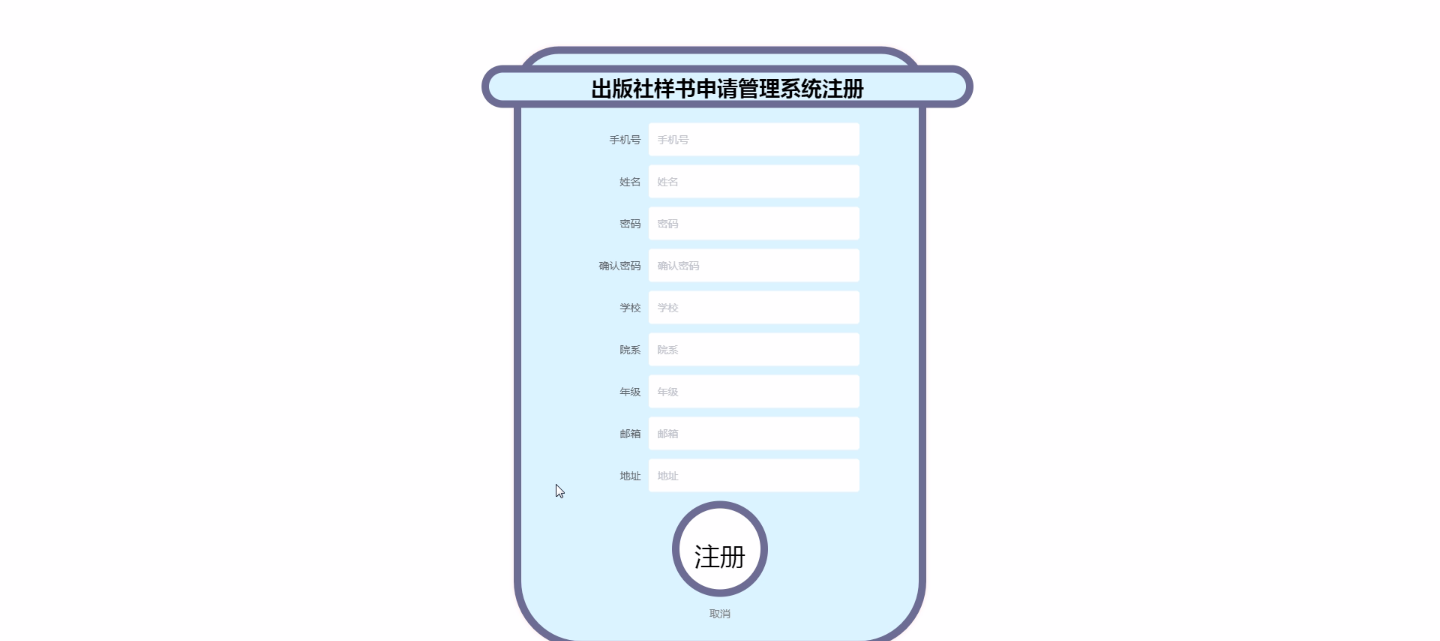 出版社样书申请管理系统注册
手机号 手机号
姓名 姓名
密码 密码
确认密码 确认密码
学校 学校
院系 院系
年级 年级
邮箱 邮箱
地址 地址
注册
取消